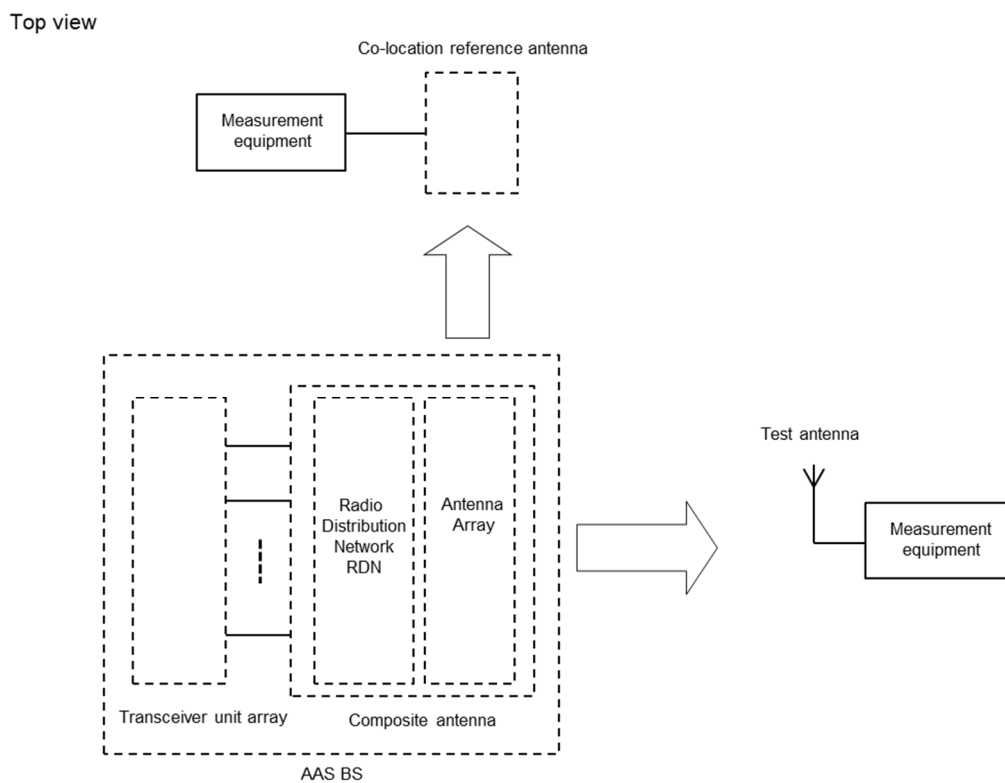 Top view
Co-location reference antenna
Measurement
equipment
Test antenna
Measurement
equipment
Radio
Distribution
Network
RDN
Antenna
Array
Transceiver unit array
Composite antenna
AAS BS